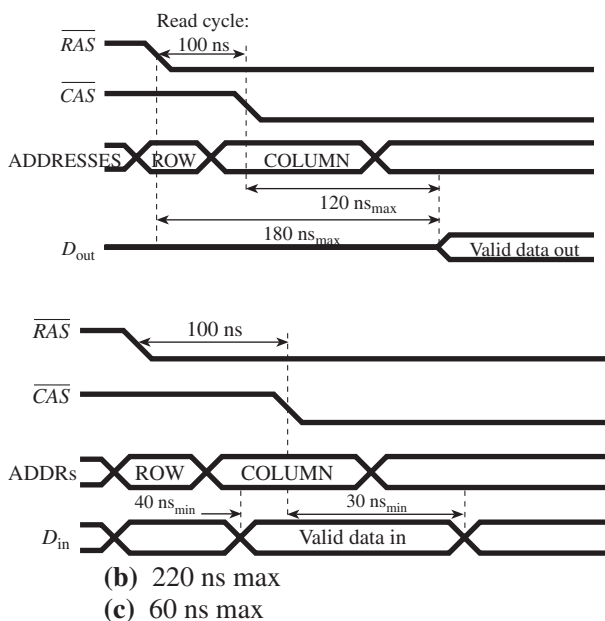 Read cycle:
RAS
100 ns
CAS
ADDRESSES
ROW
COLUMN
120 ns max
180 ns max
D out
Valid data out
RAS
100 ns
CAS
ADDRs
ROW
COLUMN
40 ns min
30 ns min
D in
Valid data in
(b) 220 ns max
(c) 60 ns max